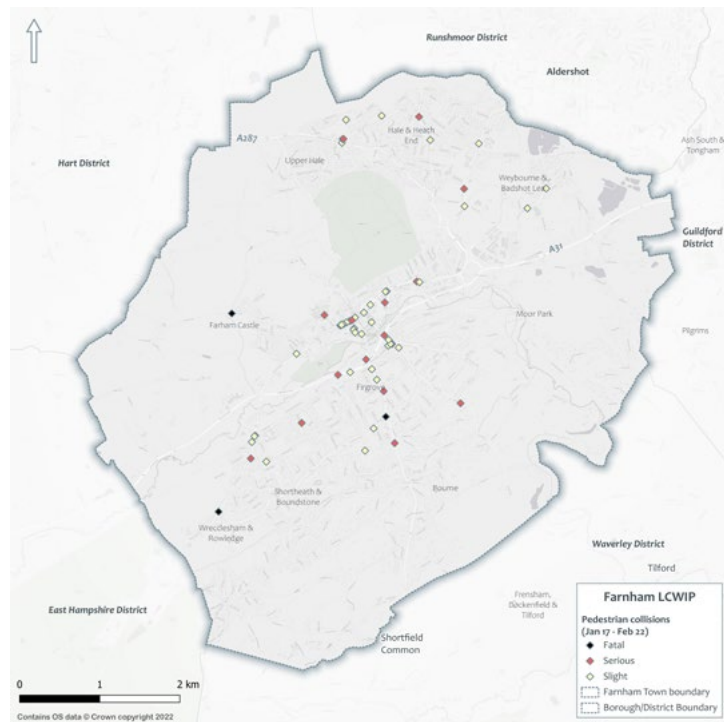 Runshmoor District
Aldershot
A287
Hale & Heach
End
Ash South &
Tongham
Hart District
Upper Hale
Weybourne &
Badshot Lea
Guildford
District
A31
Farham Castle
Moor Park
Pilgrims
Firgrove
Shortheath &
Boundstone
Bourne
Wrecclesham &
Rowledge
Waverley District
Tilford
East Hampshire District
Frensham,
Dockenfield &
Tilford
Shortfield
Common
Farnham LCWIP
Pedestrian collisions
(Jan 17 - Feb 22)
Fatal
Serious
Slight
Farnham Town boundary
Borough/District Boundary
0 1 2 km
Contains OS data © Crown copyright 2022